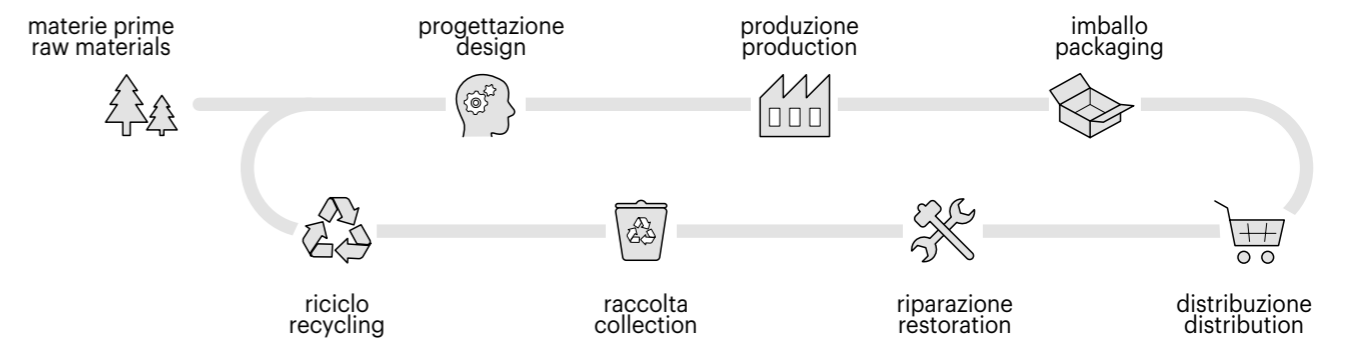 materie prime
raw materials
progettazione
design
produzione
production
imballo
packaging
riciclo
recycling
raccolta
collection
riparazione
restoration
distribuzione
distribution